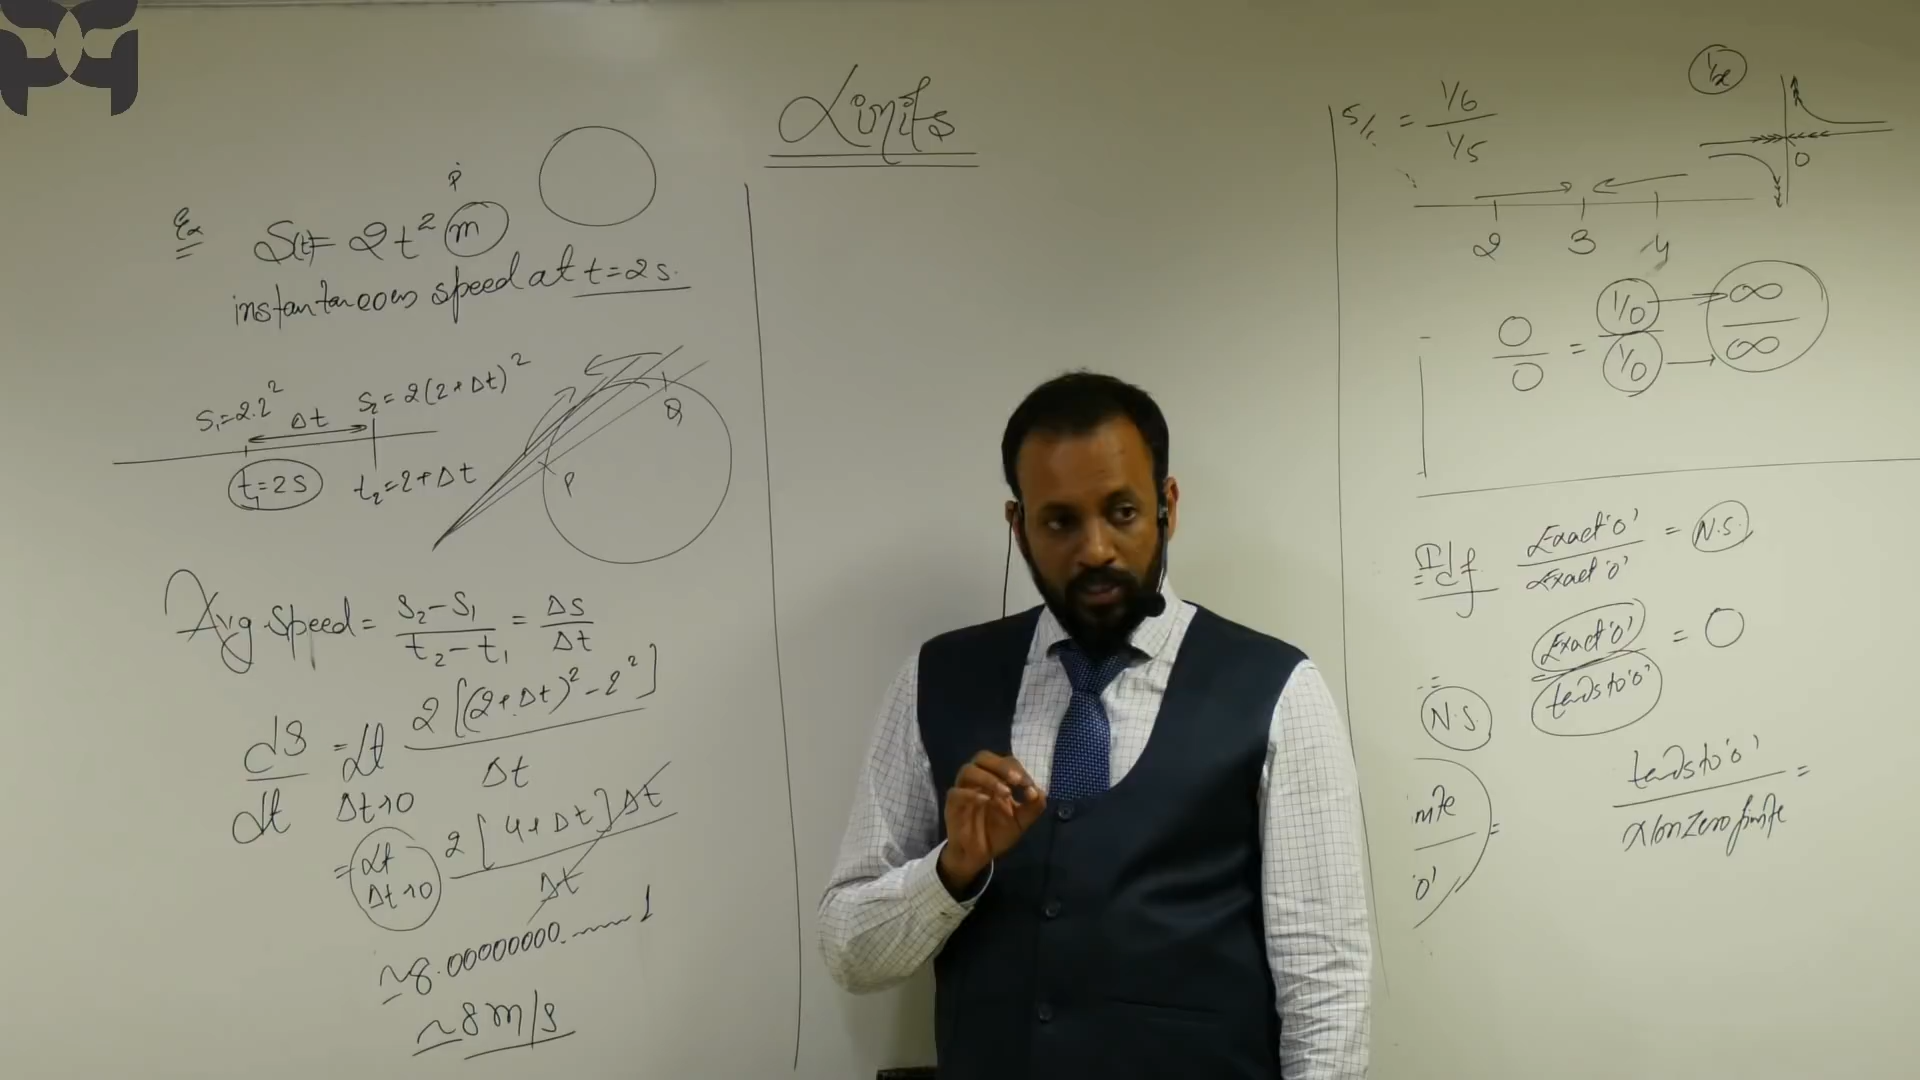 Limits
Ex S(t)= 2t² m
P
instantaneous speed at t=2s.
S₁=2.2² Δt S₂=2(2+Δt)²
t₁=2s t₂=2+Δt
P Q
Avg Speed = S₂-S₁ / t₂-t₁ = Δs / Δt
ds/dt = Lt Δt→0 2[(2+Δt)²-2²] / Δt
= Lt Δt→0 2[4+Δt]Δt / Δt
~8.00000000.......1
~8m/s
= 1/6 / 1/5
1/x
0
2 3 4
0/0 = 1/0 / 1/0 → ∞/∞
I.d.f. Exact '0' / Exact '0' = N.S.
Exact '0' / tends to '0' = 0
= N.S.
tends to '0' / Nonzero finite =